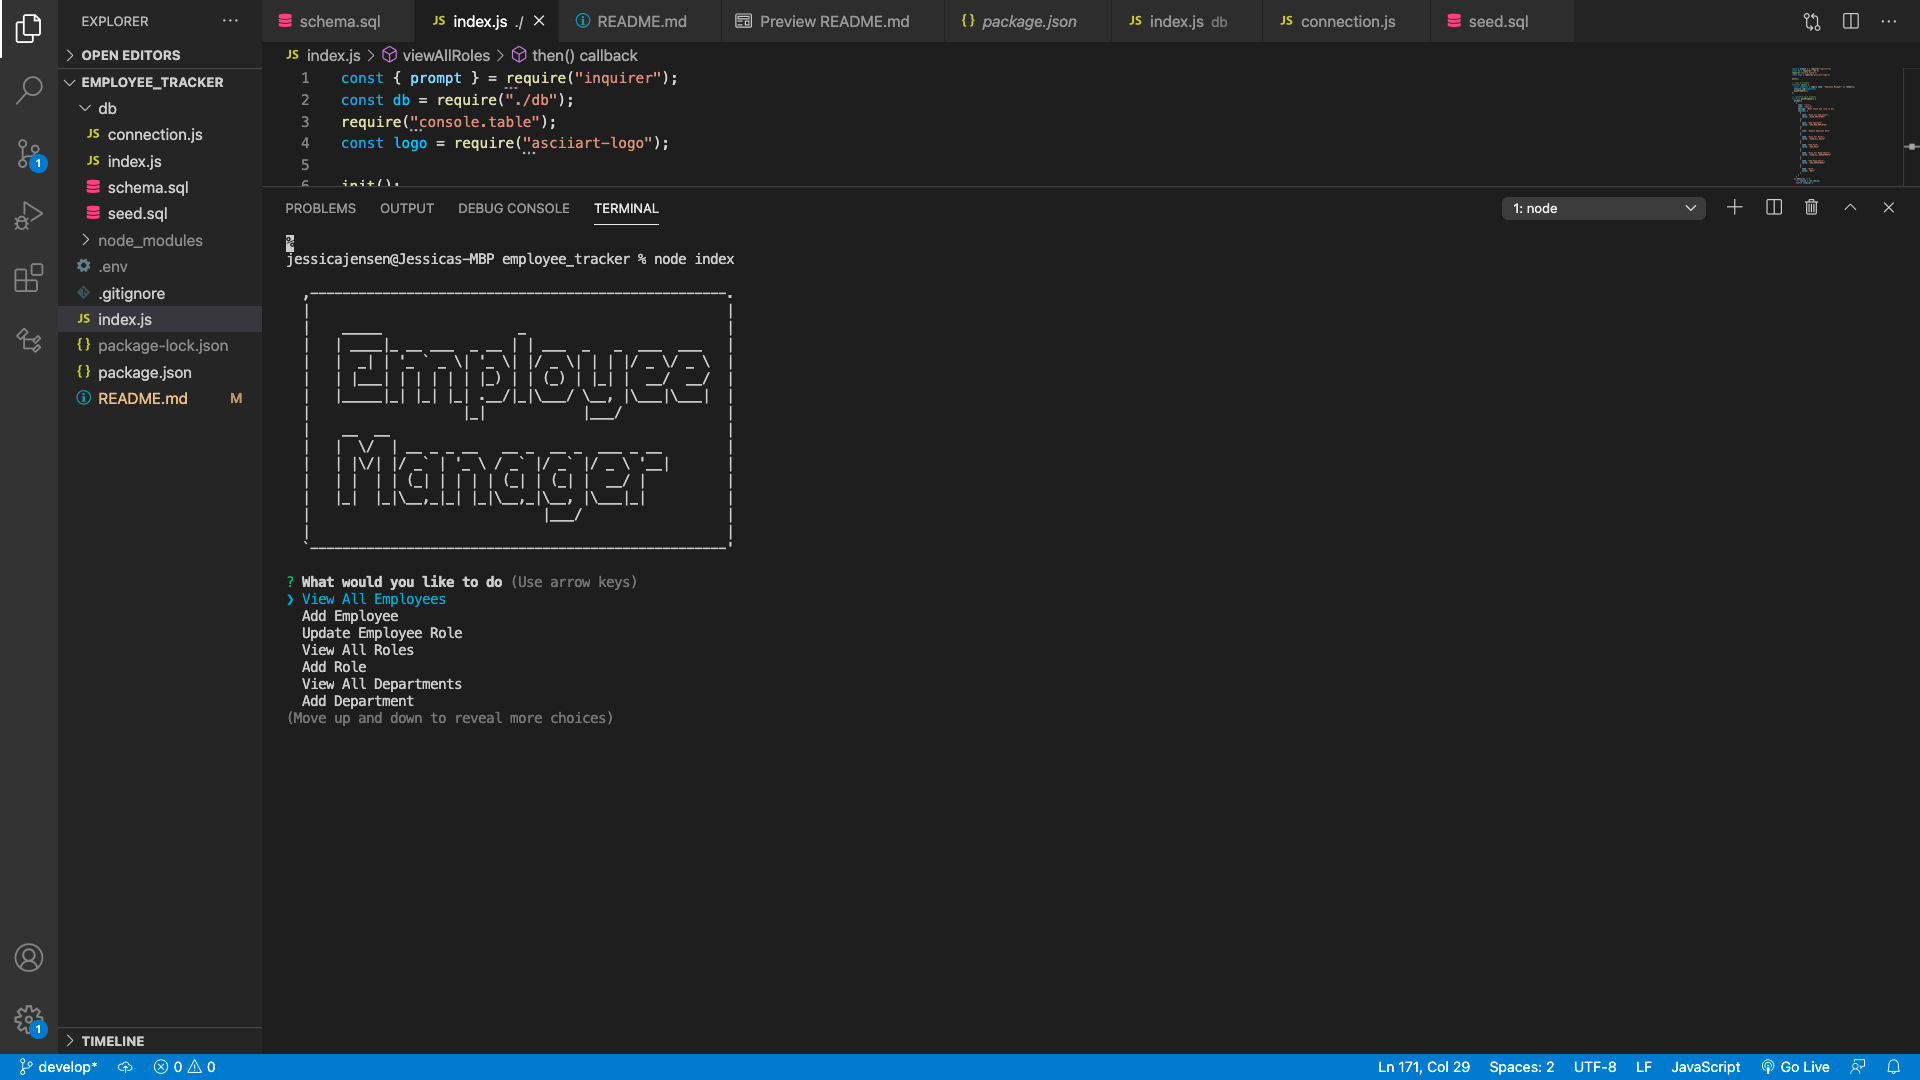 EXPLORER
OPEN EDITORS
EMPLOYEE_TRACKER
db
JS connection.js
JS index.js
schema.sql
seed.sql
node_modules
.env
.gitignore
JS index.js
{} package-lock.json
{} package.json
README.md M
TIMELINE
1
1
schema.sql
JS index.js ./
README.md
Preview README.md
{} package.json
JS index.js db
JS connection.js
seed.sql
JS index.js > viewAllRoles > then() callback
1 const { prompt } = require("inquirer");
2 const db = require("./db");
3 require("console.table");
4 const logo = require("asciiart-logo");
5
6 init();
PROBLEMS OUTPUT DEBUG CONSOLE TERMINAL
1: node
%
jessicajensen@Jessicas-MBP employee_tracker % node index
Employee
Manager
? What would you like to do (Use arrow keys)
❯ View All Employees
Add Employee
Update Employee Role
View All Roles
Add Role
View All Departments
Add Department
(Move up and down to reveal more choices)
develop* 0 0
Ln 171, Col 29 Spaces: 2 UTF-8 LF JavaScript Go Live